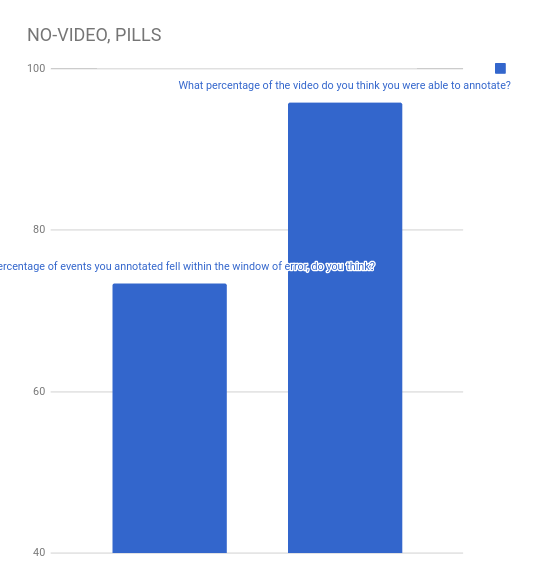 NO-VIDEO, PILLS
100
What percentage of the video do you think you were able to annotate?
80
of events you annotated fell within the window of error, do you think?
60
40